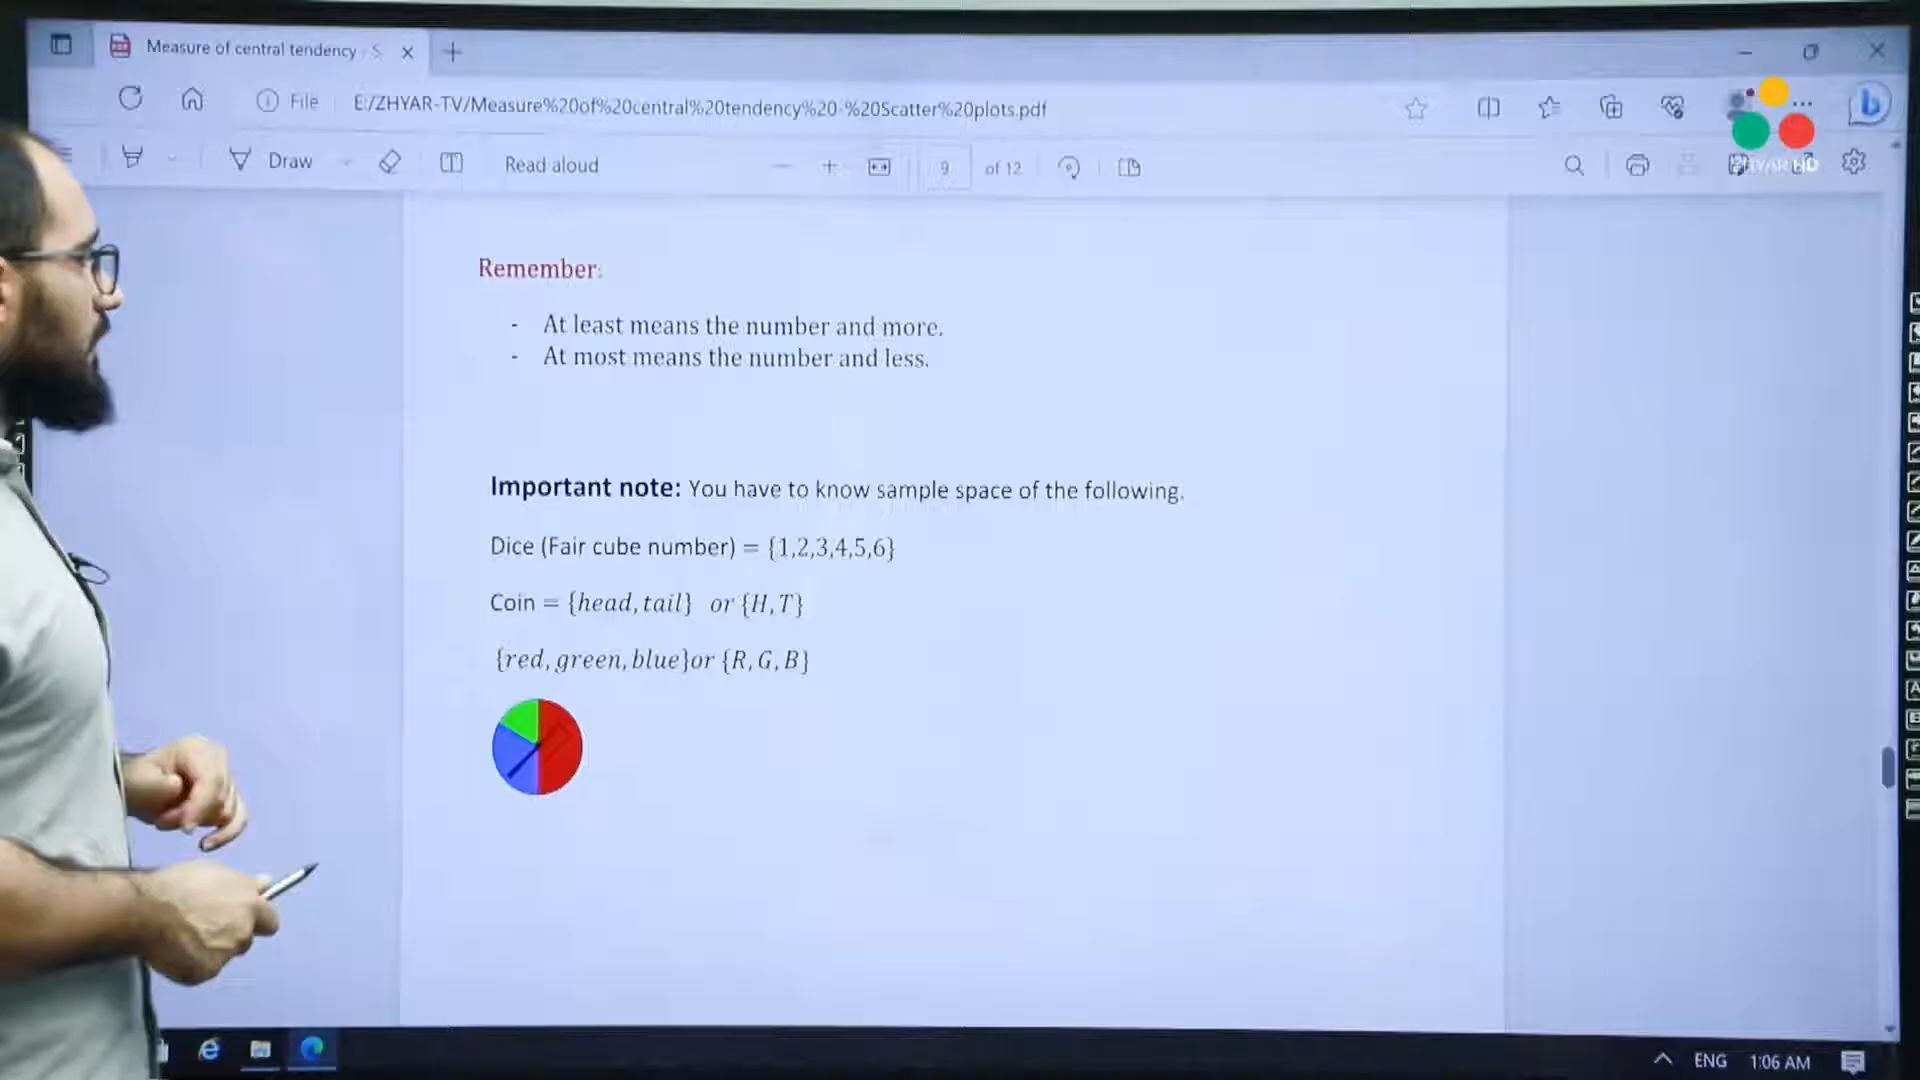 Measure of central tendency - S
File
E:/ZHYAR-TV/Measure%20of%20central%20tendency%20-%20Scatter%20plots.pdf
Draw
Read aloud
9
of 12
HD
Remember:
- At least means the number and more.
- At most means the number and less.
Important note: You have to know sample space of the following.
Dice (Fair cube number) = {1,2,3,4,5,6}
Coin = {head, tail} or {H, T}
{red, green, blue}or {R, G, B}
ENG
1:06 AM